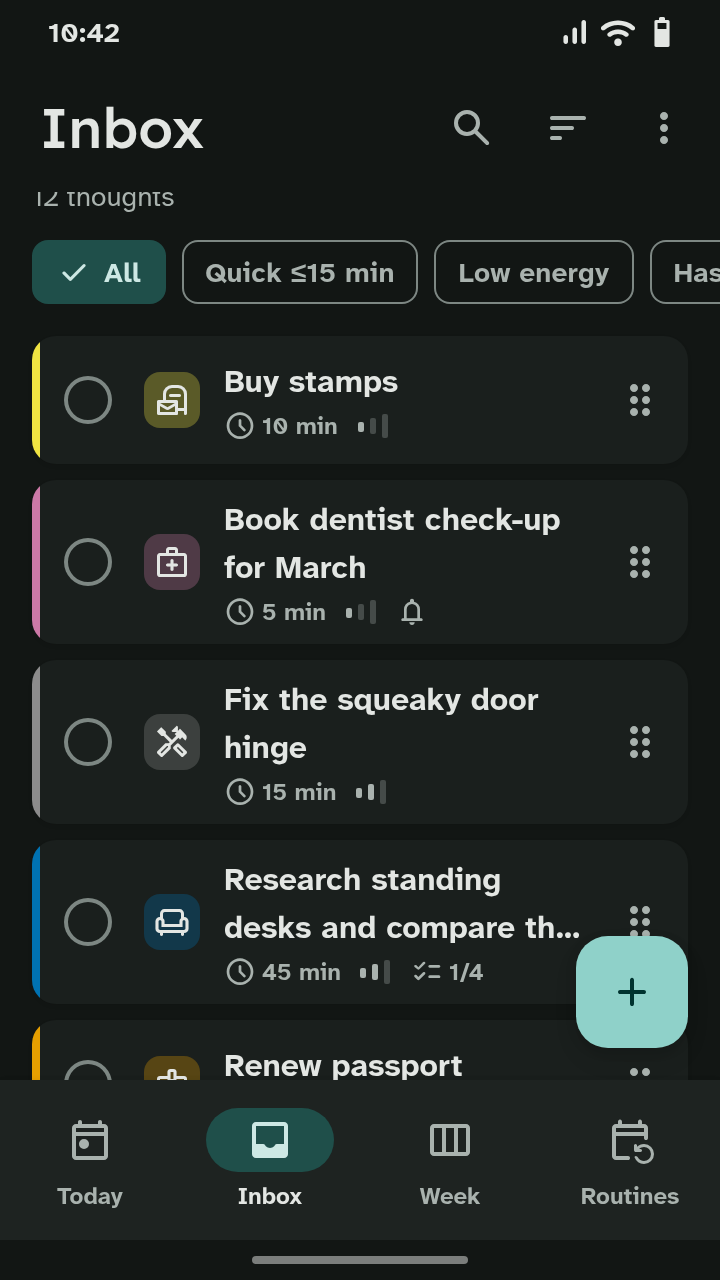 10:42
Inbox
12 thoughts
All
Quick ≤15 min
Low energy
Has
Buy stamps
10 min
Book dentist check-up
for March
5 min
Fix the squeaky door
hinge
15 min
Research standing
desks and compare th…
45 min
1/4
Renew passport
Today
Inbox
Week
Routines